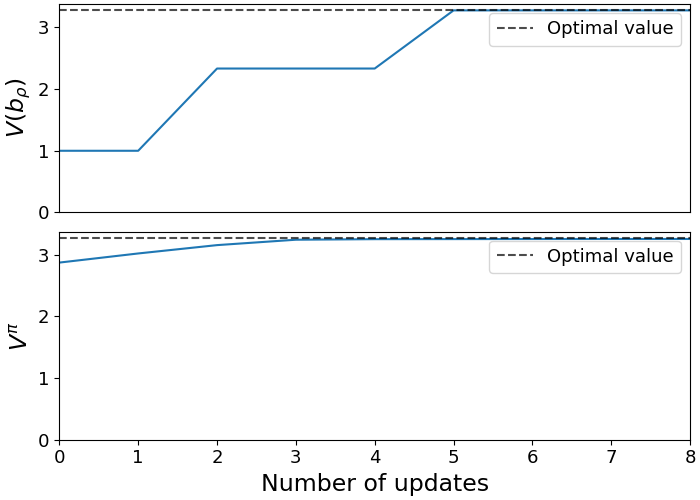 3
2
1
0
V(b_ρ)
Optimal value
3
2
1
0
V^π
Optimal value
0 1 2 3 4 5 6 7 8
Number of updates